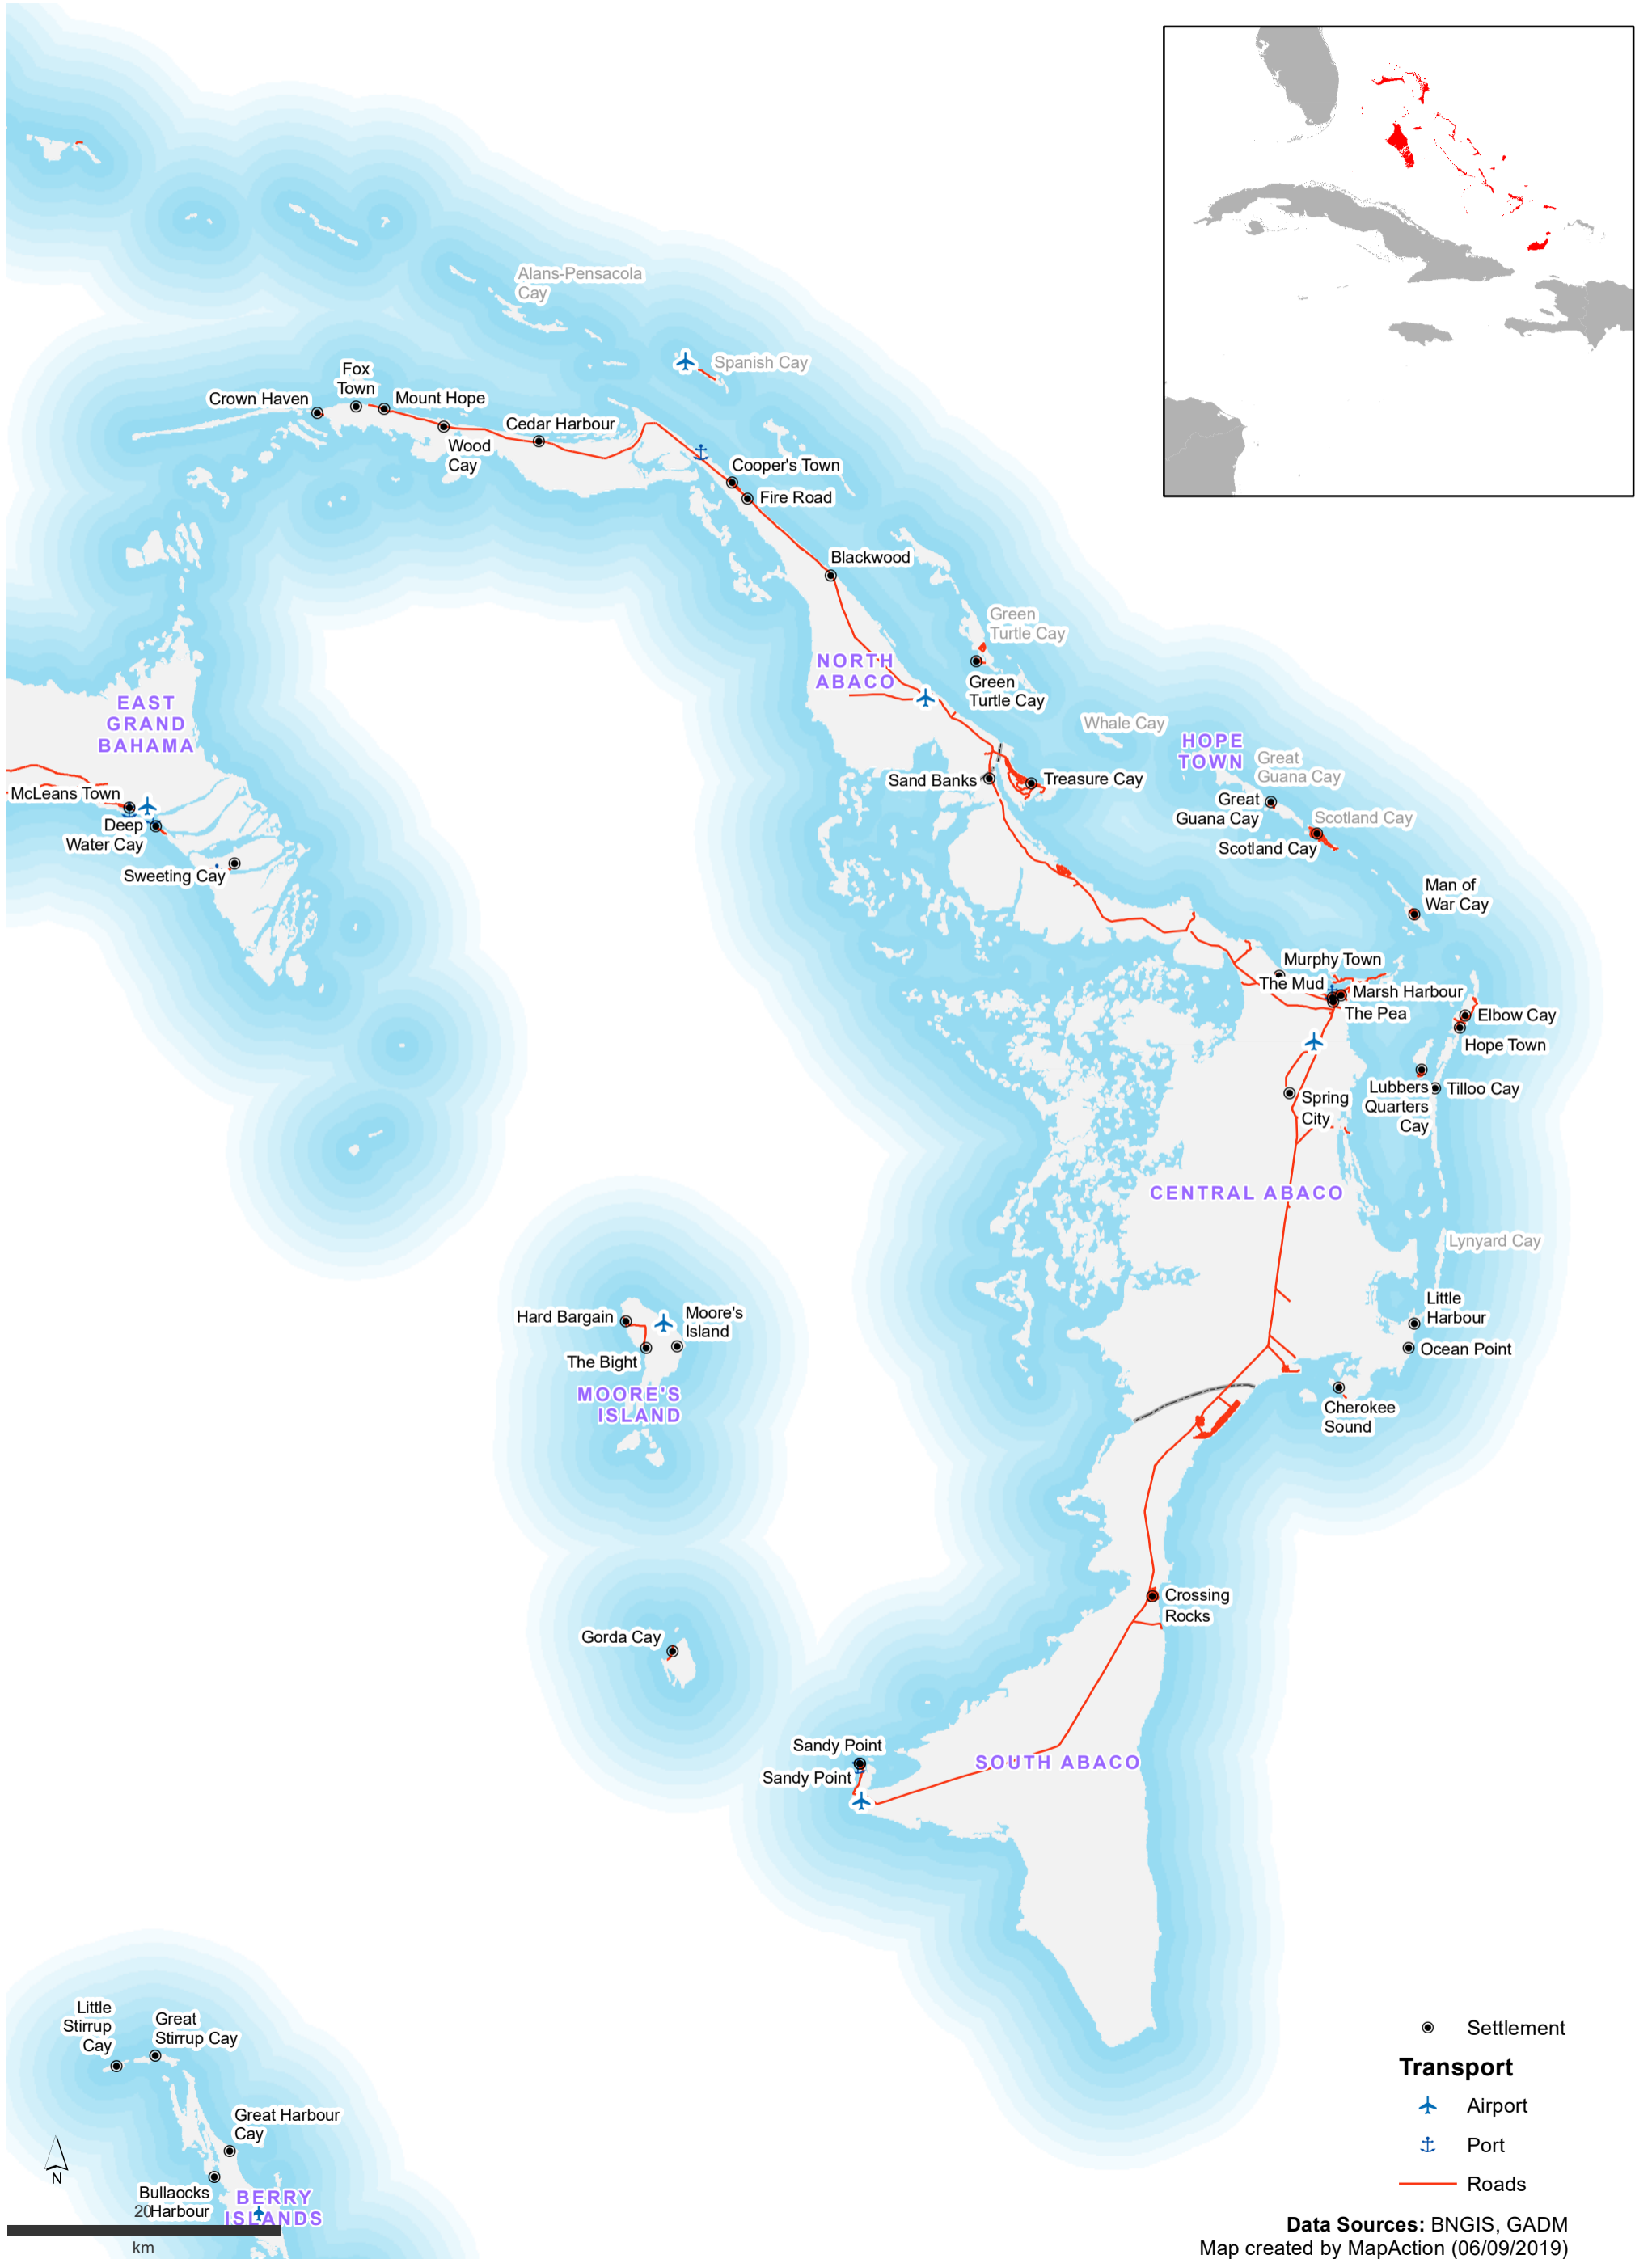 Alans-Pensacola
Cay
Spanish Cay
Fox
Town
Crown Haven
Mount Hope
Cedar Harbour
Wood
Cay
Cooper's Town
Fire Road
Blackwood
Green
Turtle Cay
NORTH
ABACO
Green
Turtle Cay
EAST
GRAND
BAHAMA
Whale Cay
HOPE
TOWN
Great
Guana Cay
Sand Banks
Treasure Cay
McLeans Town
Great
Guana Cay
Deep
Water Cay
Scotland Cay
Scotland Cay
Sweeting Cay
Man of
War Cay
Murphy Town
The Mud
Marsh Harbour
The Pea
Elbow Cay
Hope Town
Lubbers
Quarters
Cay
Tilloo Cay
Spring
City
CENTRAL ABACO
Lynyard Cay
Hard Bargain
Moore's
Island
Little
Harbour
The Bight
Ocean Point
MOORE'S
ISLAND
Cherokee
Sound
Crossing
Rocks
Gorda Cay
Sandy Point
Sandy Point
SOUTH ABACO
Little
Stirrup
Cay
Great
Stirrup Cay
Great Harbour
Cay
Bullaocks
Harbour
BERRY
ISLANDS
N
20
km
Settlement
Transport
Airport
Port
Roads
Data Sources: BNGIS, GADM
Map created by MapAction (06/09/2019)